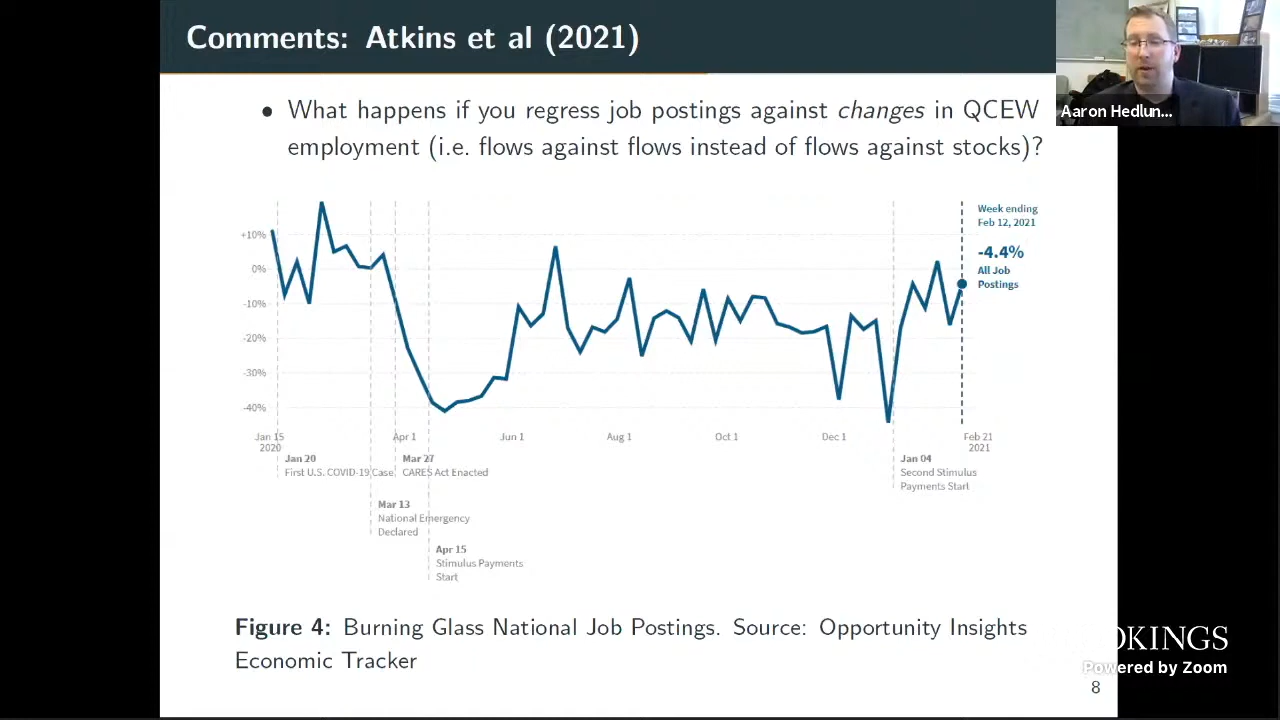 Comments: Atkins et al (2021)
Aaron Hedlun...
• What happens if you regress job postings against changes in QCEW
employment (i.e. flows against flows instead of flows against stocks)?
Week ending
Feb 12, 2021
-4.4%
All Job
Postings
+10%
0%
-10%
-20%
-30%
-40%
Jan 15
2020
Apr 1
Jun 1
Aug 1
Oct 1
Dec 1
Feb 21
2021
Jan 20
First U.S. COVID-19 Case
Mar 27
CARES Act Enacted
Jan 04
Second Stimulus
Payments Start
Mar 13
National Emergency
Declared
Apr 15
Stimulus Payments
Start
Figure 4: Burning Glass National Job Postings. Source: Opportunity Insights
Economic Tracker
OKINGS
Powered by Zoom
8